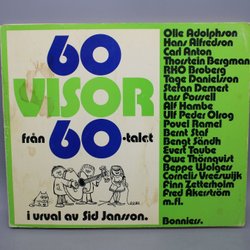 60
VISOR
från 60-talet
i urval av Sid Jansson.
Olle Adolphson
Hans Alfredson
Carl Anton
Thorstein Bergman
RKO Broberg
Tage Danielsson
Stefan Demert
Lars Forssell
Alf Hambe
Ulf Peder Olrog
Povel Ramel
Bernt Staf
Bengt Sändh
Evert Taube
Owe Thörnqvist
Beppe Wolgers
Cornelis Vreeswijk
Finn Zetterholm
Fred Åkerström
m.fl.
Bonniers.